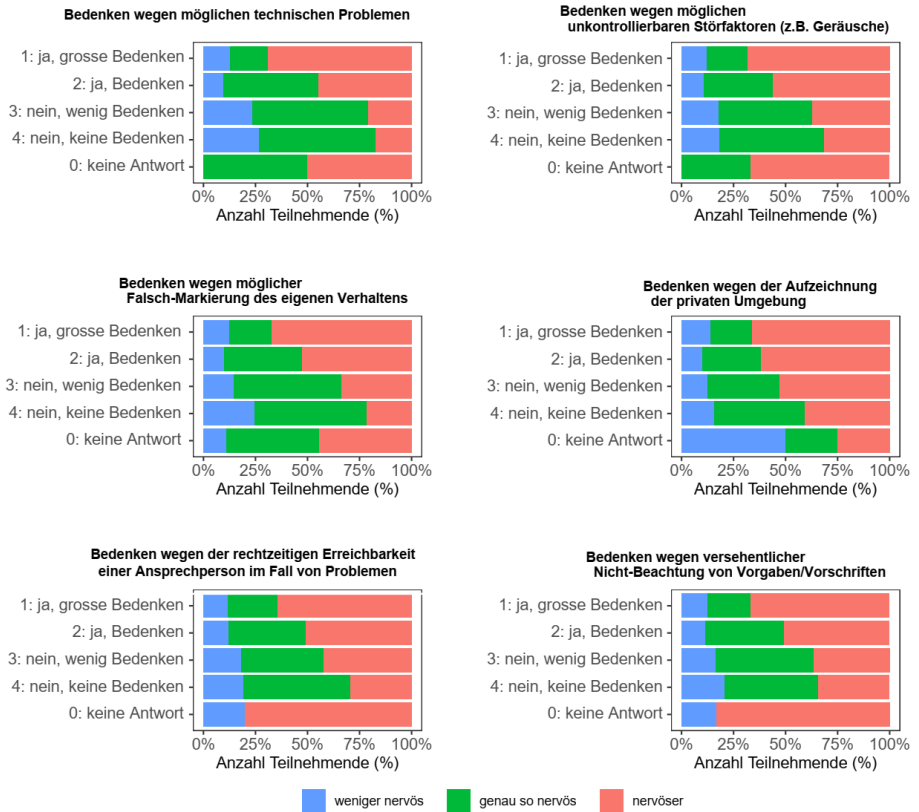 Bedenken wegen möglichen technischen Problemen
1: ja, grosse Bedenken
2: ja, Bedenken
3: nein, wenig Bedenken
4: nein, keine Bedenken
0: keine Antwort
0% 25% 50% 75% 100%
Anzahl Teilnehmende (%)
Bedenken wegen möglichen
unkontrollierbaren Störfaktoren (z.B. Geräusche)
1: ja, grosse Bedenken
2: ja, Bedenken
3: nein, wenig Bedenken
4: nein, keine Bedenken
0: keine Antwort
0% 25% 50% 75% 100%
Anzahl Teilnehmende (%)
Bedenken wegen möglicher
Falsch-Markierung des eigenen Verhaltens
1: ja, grosse Bedenken
2: ja, Bedenken
3: nein, wenig Bedenken
4: nein, keine Bedenken
0: keine Antwort
0% 25% 50% 75% 100%
Anzahl Teilnehmende (%)
Bedenken wegen der Aufzeichnung
der privaten Umgebung
1: ja, grosse Bedenken
2: ja, Bedenken
3: nein, wenig Bedenken
4: nein, keine Bedenken
0: keine Antwort
0% 25% 50% 75% 100%
Anzahl Teilnehmende (%)
Bedenken wegen der rechtzeitigen Erreichbarkeit
einer Ansprechperson im Fall von Problemen
1: ja, grosse Bedenken
2: ja, Bedenken
3: nein, wenig Bedenken
4: nein, keine Bedenken
0: keine Antwort
0% 25% 50% 75% 100%
Anzahl Teilnehmende (%)
Bedenken wegen versehentlicher
Nicht-Beachtung von Vorgaben/Vorschriften
1: ja, grosse Bedenken
2: ja, Bedenken
3: nein, wenig Bedenken
4: nein, keine Bedenken
0: keine Antwort
0% 25% 50% 75% 100%
Anzahl Teilnehmende (%)
weniger nervös genau so nervös nervöser